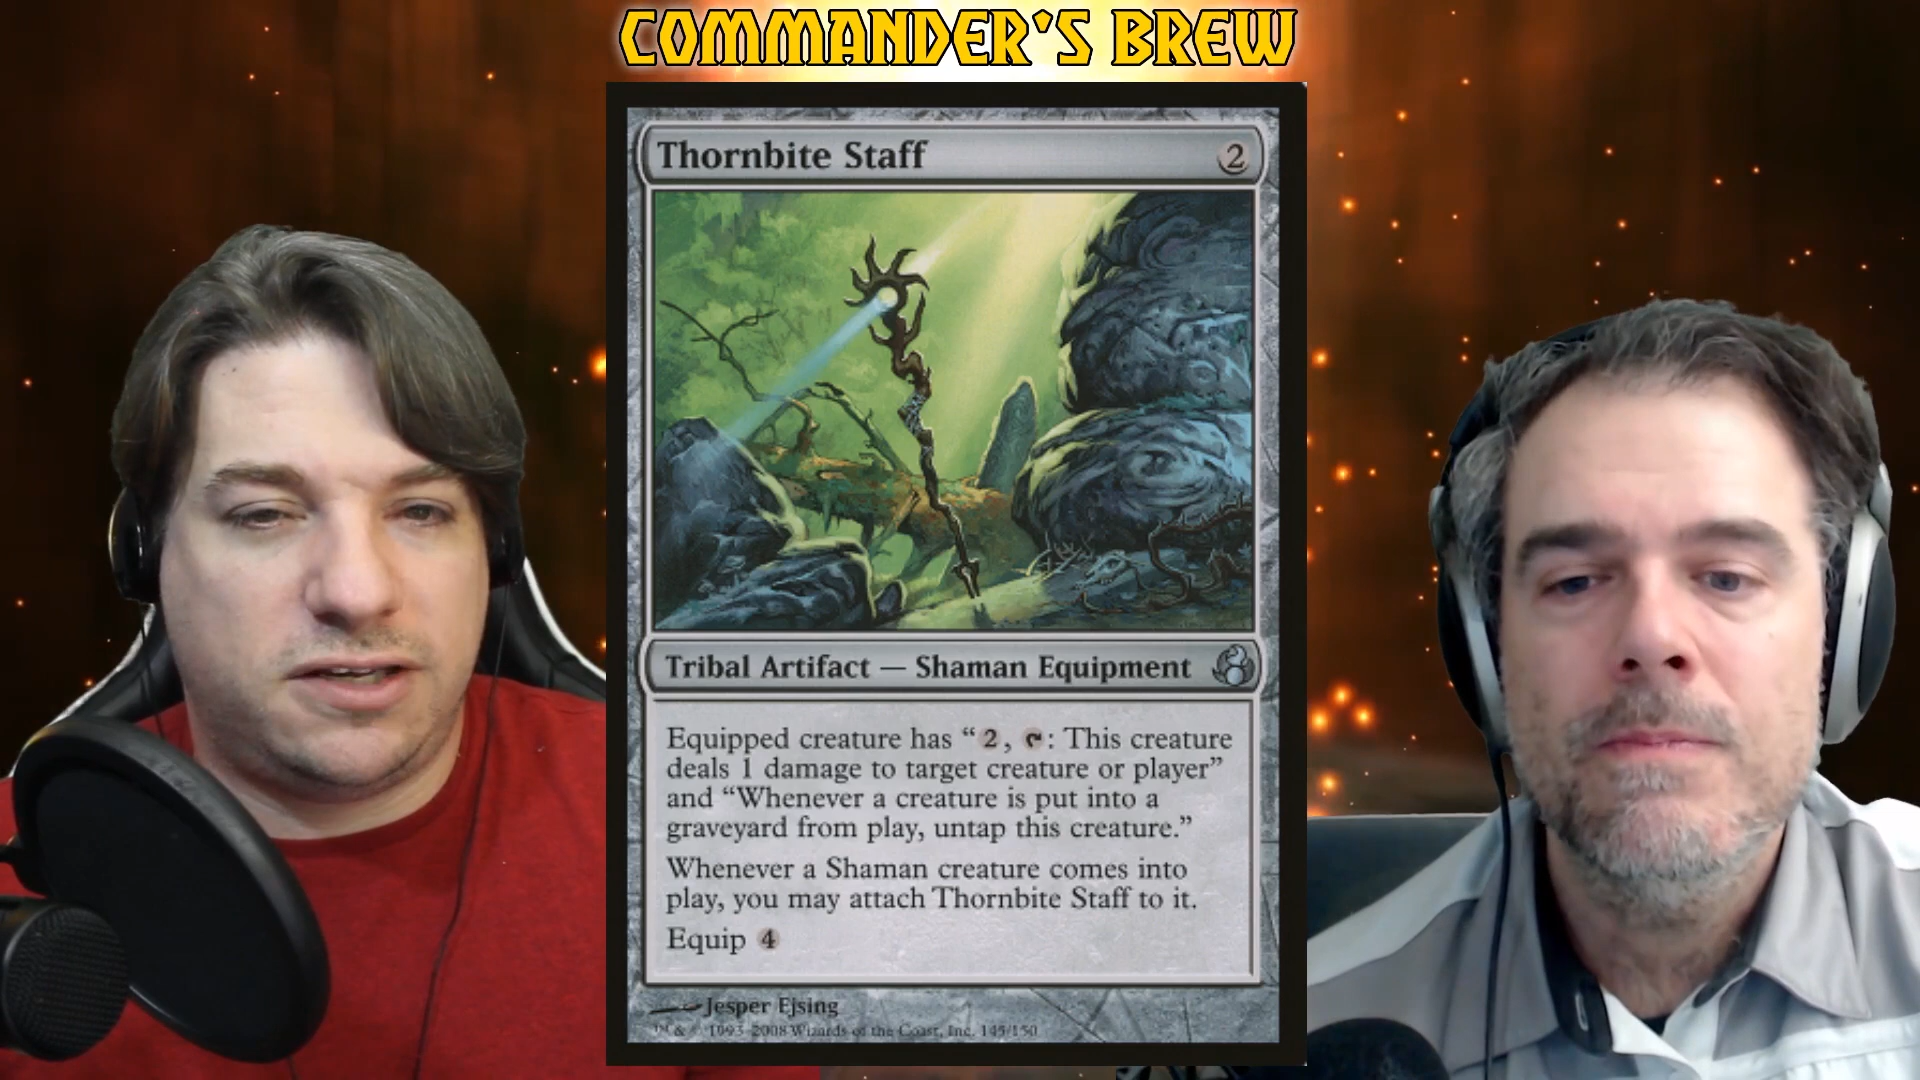 COMMANDER'S BREW
Thornbite Staff 2
Tribal Artifact — Shaman Equipment
Equipped creature has “2, : This creature
deals 1 damage to target creature or player”
and “Whenever a creature is put into a
graveyard from play, untap this creature.”
Whenever a Shaman creature comes into
play, you may attach Thornbite Staff to it.
Equip 4
Jesper Ejsing
™ & © 1993–2008 Wizards of the Coast, Inc. 145/150